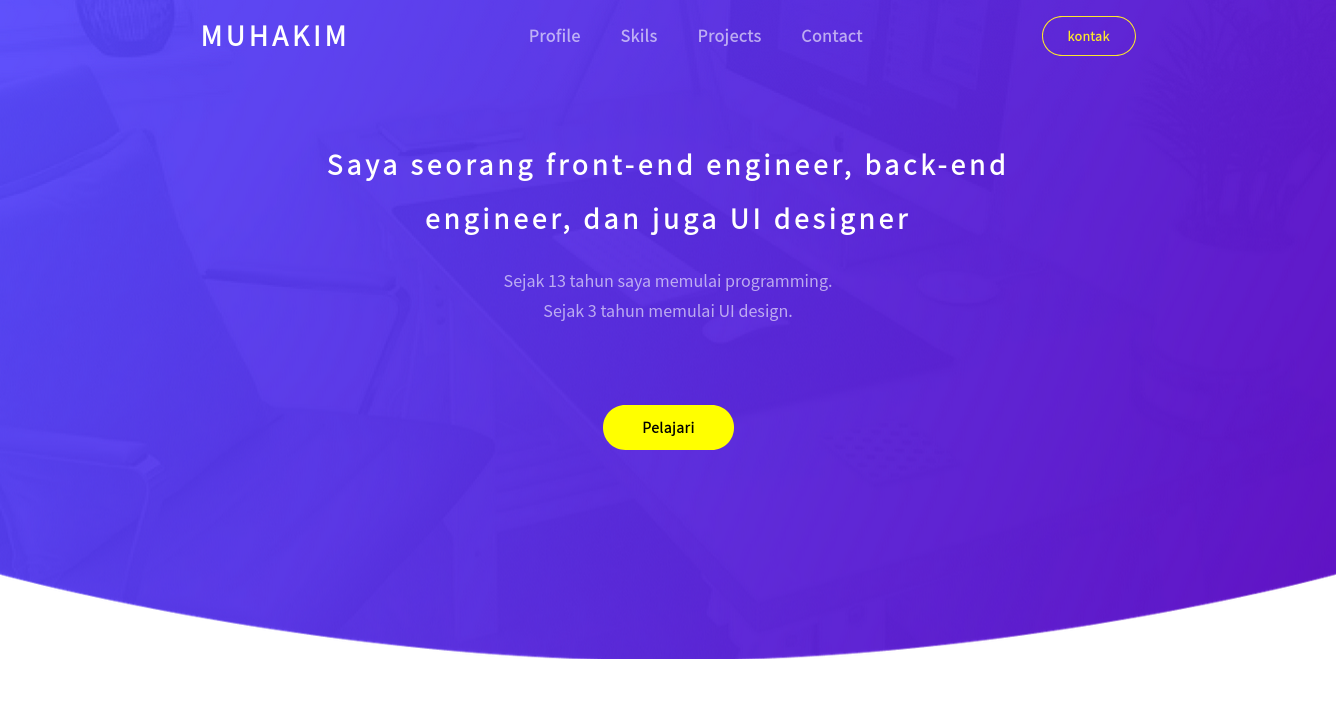 MUHAKIM
Profile Skils Projects Contact
kontak
Saya seorang front-end engineer, back-end
engineer, dan juga UI designer
Sejak 13 tahun saya memulai programming.
Sejak 3 tahun memulai UI design.
Pelajari